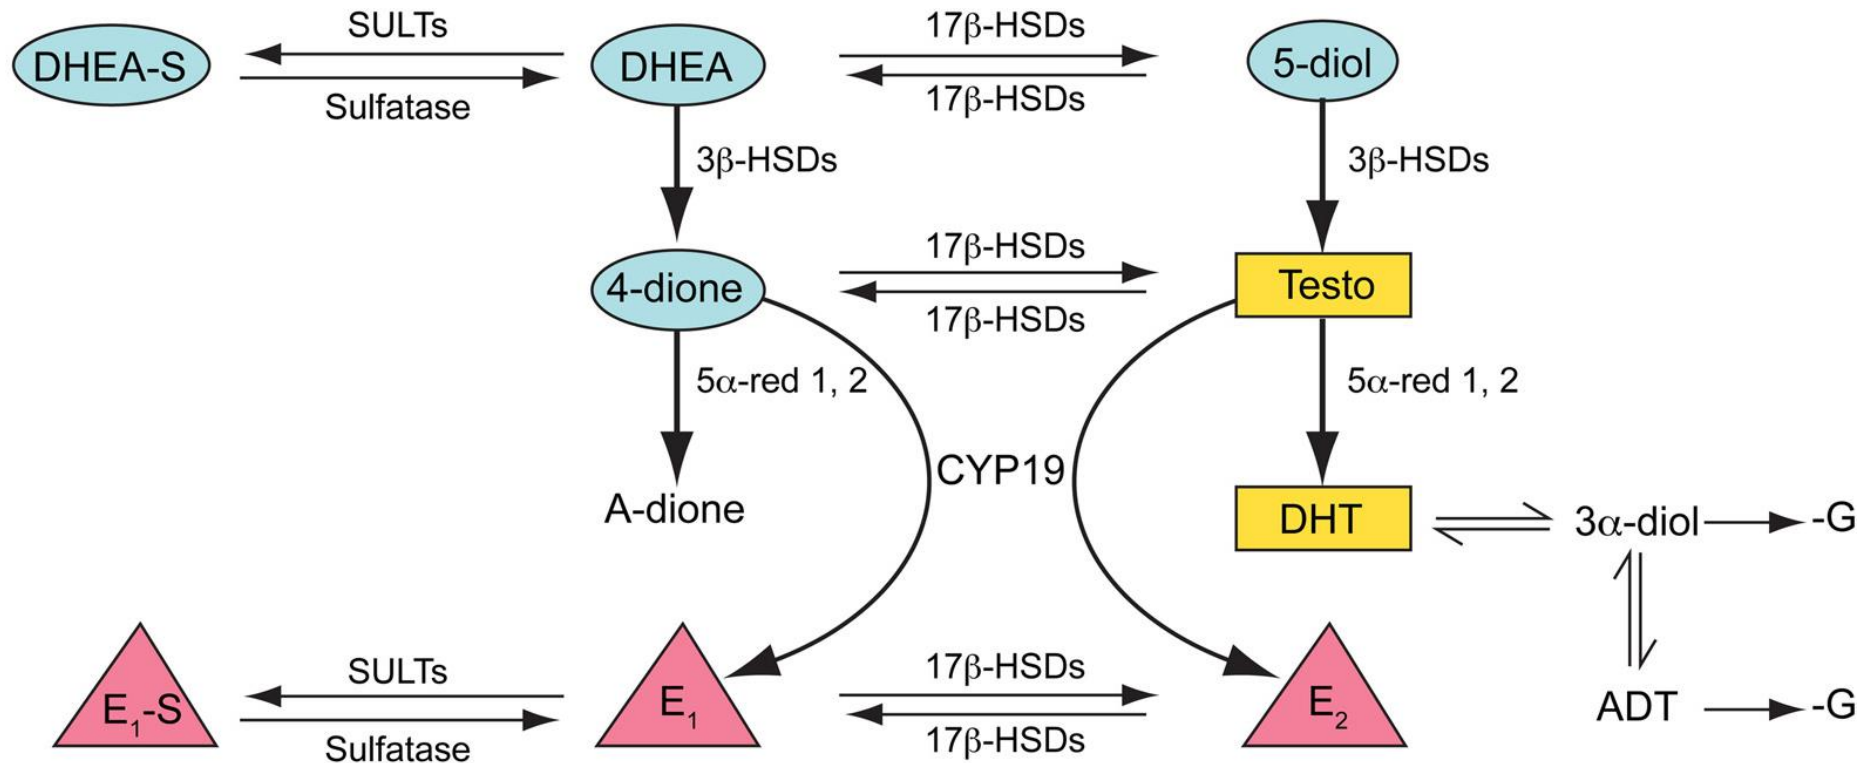 SULTs
17β-HSDs
DHEA-S
DHEA
5-diol
Sulfatase
17β-HSDs
3β-HSDs
3β-HSDs
17β-HSDs
4-dione
Testo
17β-HSDs
5α-red 1, 2
5α-red 1, 2
CYP19
A-dione
DHT
3α-diol
-G
SULTs
17β-HSDs
E₁-S
E₁
E₂
ADT
-G
Sulfatase
17β-HSDs